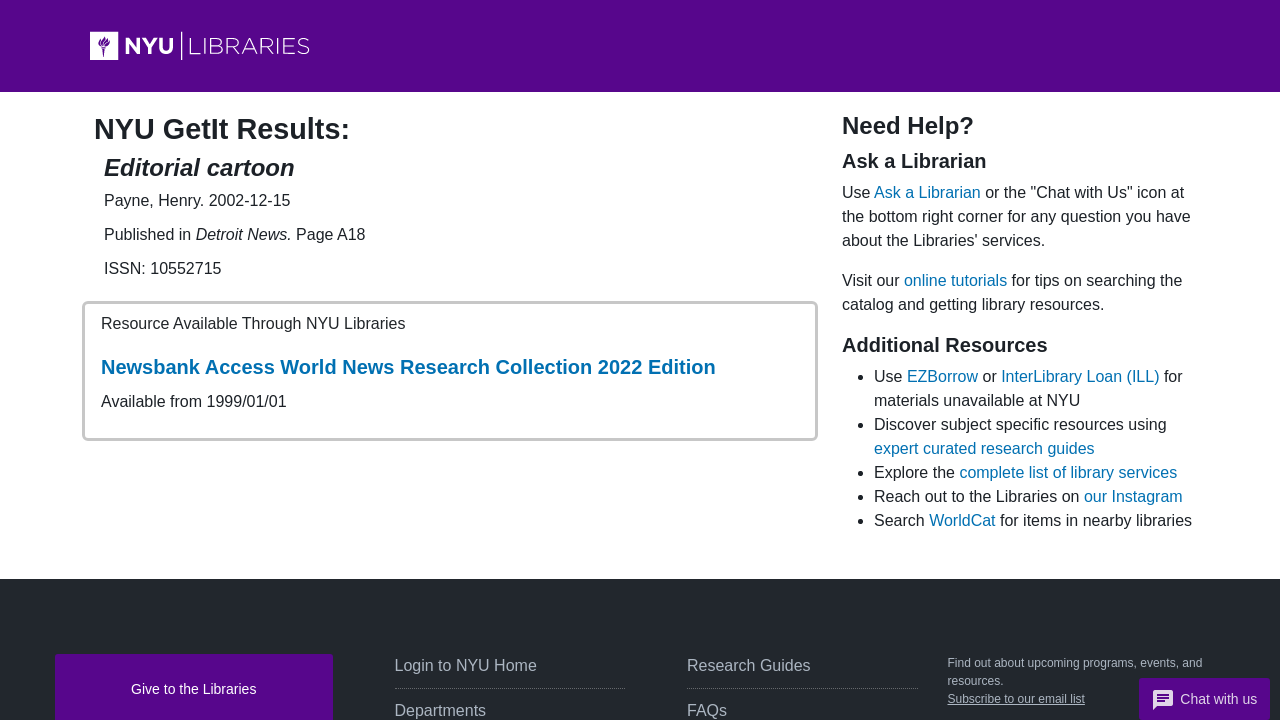 NYU LIBRARIES
NYU GetIt Results:
Editorial cartoon
Payne, Henry. 2002-12-15
Published in Detroit News. Page A18
ISSN: 10552715
Resource Available Through NYU Libraries
Newsbank Access World News Research Collection 2022 Edition
Available from 1999/01/01
Need Help?
Ask a Librarian
Use Ask a Librarian or the "Chat with Us" icon at
the bottom right corner for any question you have
about the Libraries' services.
Visit our online tutorials for tips on searching the
catalog and getting library resources.
Additional Resources
Use EZBorrow or InterLibrary Loan (ILL) for
materials unavailable at NYU
Discover subject specific resources using
expert curated research guides
Explore the complete list of library services
Reach out to the Libraries on our Instagram
Search WorldCat for items in nearby libraries
Give to the Libraries
Login to NYU Home
Departments
Research Guides
FAQs
Find out about upcoming programs, events, and
resources.
Subscribe to our email list
Chat with us